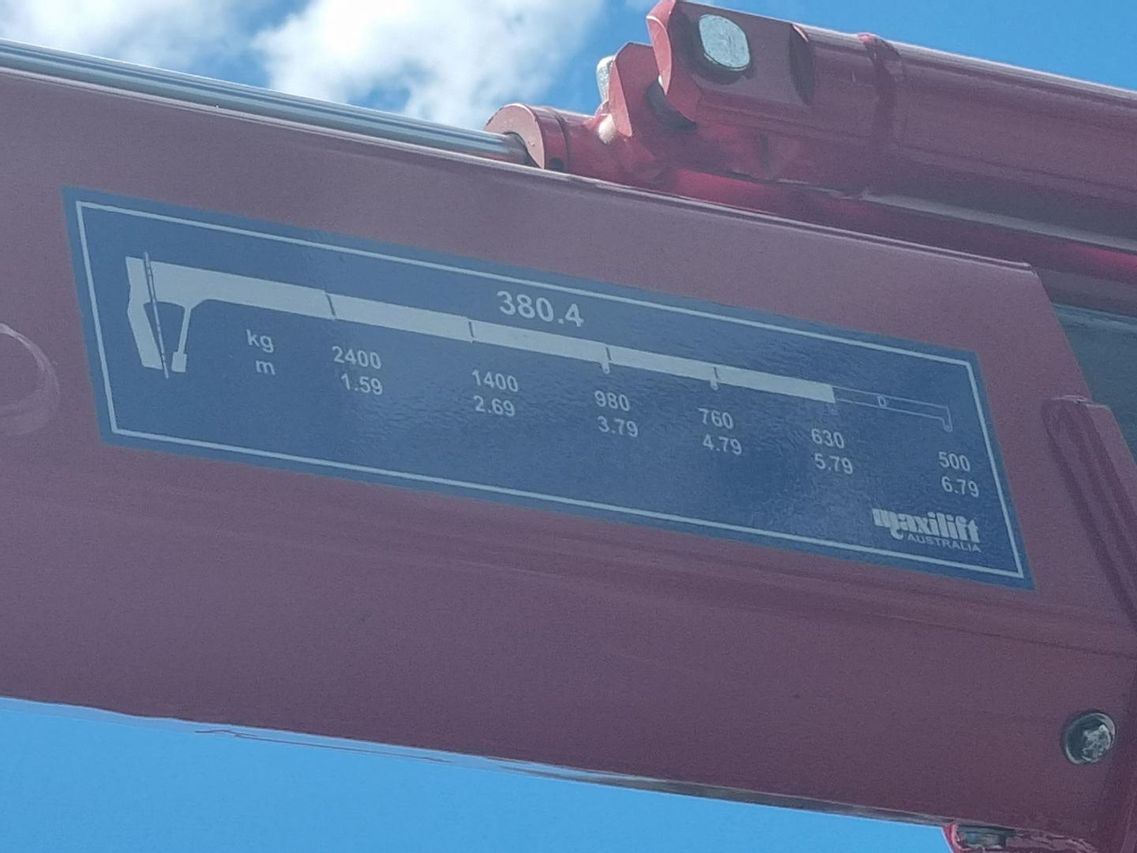 380.4
kg 2400 1400 980 760 630 500
m 1.59 2.69 3.79 4.79 5.79 6.79
maxilift
AUSTRALIA